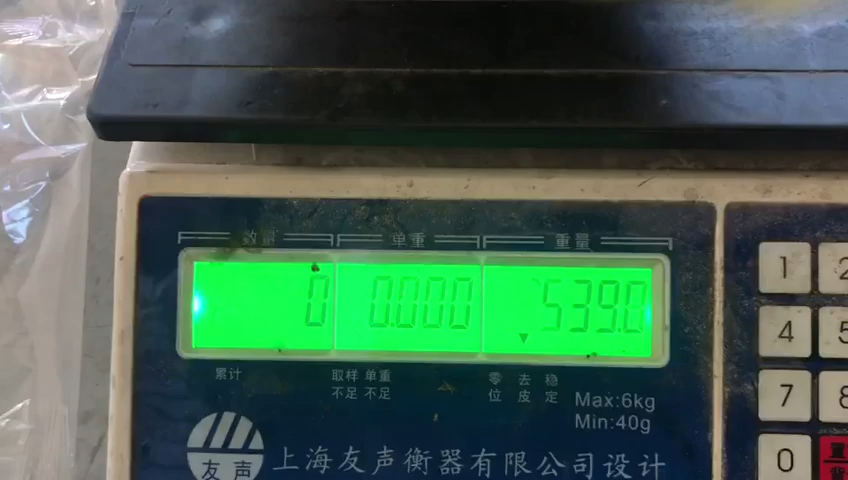 数量 单重 重量
0 0.000 539.0
累计 取样 单重 零 去 稳
不足 不足 位 皮 定
Max:6kg
Min:40g
友声 上海友声衡器有限公司设计
1 2
4 5
7 8
0 置